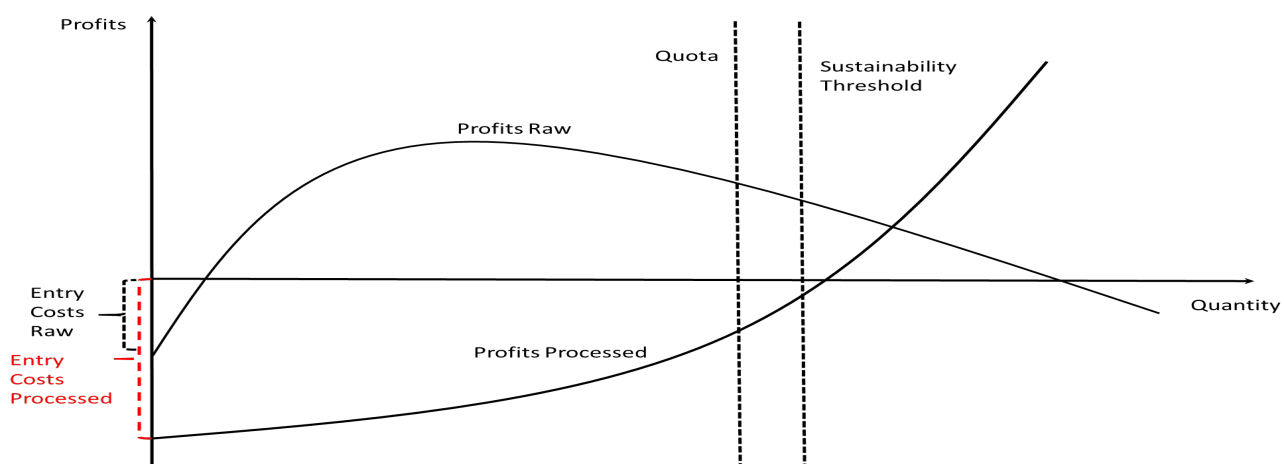 Profits
Quota
Sustainability
Threshold
Profits Raw
Entry
Costs
Raw
Quantity
Entry
Costs
Processed
Profits Processed